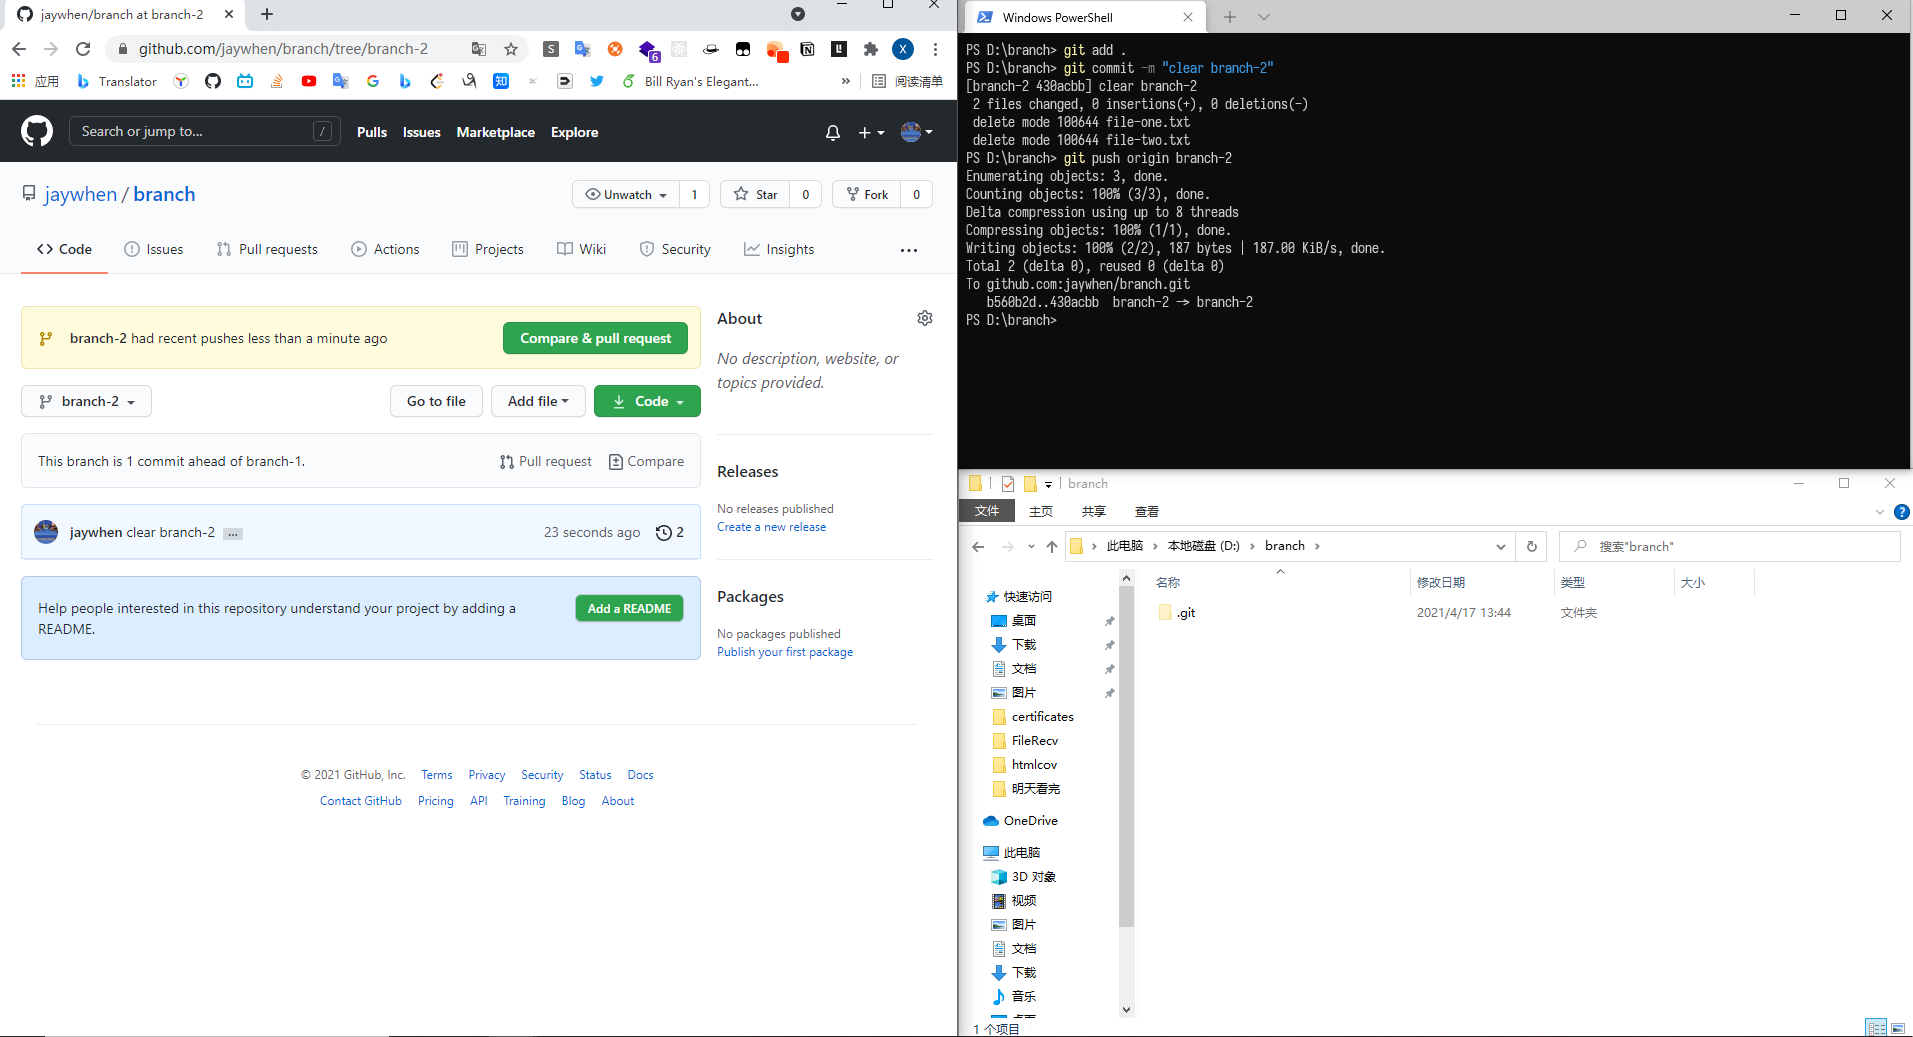 jaywhen/branch at branch-2
github.com/jaywhen/branch/tree/branch-2
应用 Translator Bill Ryan's Elegant... » 阅读清单
Search or jump to... / Pulls Issues Marketplace Explore
jaywhen / branch
Unwatch 1 Star 0 Fork 0
Code Issues Pull requests Actions Projects Wiki Security Insights ...
branch-2 had recent pushes less than a minute ago
Compare & pull request
branch-2 Go to file Add file Code
This branch is 1 commit ahead of branch-1. Pull request Compare
jaywhen clear branch-2 ... 23 seconds ago 2
Help people interested in this repository understand your project by adding a
README.
Add a README
About
No description, website, or
topics provided.
Releases
No releases published
Create a new release
Packages
No packages published
Publish your first package
© 2021 GitHub, Inc. Terms Privacy Security Status Docs
Contact GitHub Pricing API Training Blog About
Windows PowerShell
PS D:\branch> git add .
PS D:\branch> git commit -m "clear branch-2"
[branch-2 430acbb] clear branch-2
2 files changed, 0 insertions(+), 0 deletions(-)
delete mode 100644 file-one.txt
delete mode 100644 file-two.txt
PS D:\branch> git push origin branch-2
Enumerating objects: 3, done.
Counting objects: 100% (3/3), done.
Delta compression using up to 8 threads
Compressing objects: 100% (1/1), done.
Writing objects: 100% (2/2), 187 bytes | 187.00 KiB/s, done.
Total 2 (delta 0), reused 0 (delta 0)
To github.com:jaywhen/branch.git
b560b2d..430acbb branch-2 -> branch-2
PS D:\branch>
branch
文件 主页 共享 查看
此电脑 › 本地磁盘 (D:) › branch ›
搜索"branch"
名称 修改日期 类型 大小
.git 2021/4/17 13:44 文件夹
快速访问
桌面
下载
文档
图片
certificates
FileRecv
htmlcov
明天看完
OneDrive
此电脑
3D 对象
视频
图片
文档
下载
音乐
桌面
1 个项目